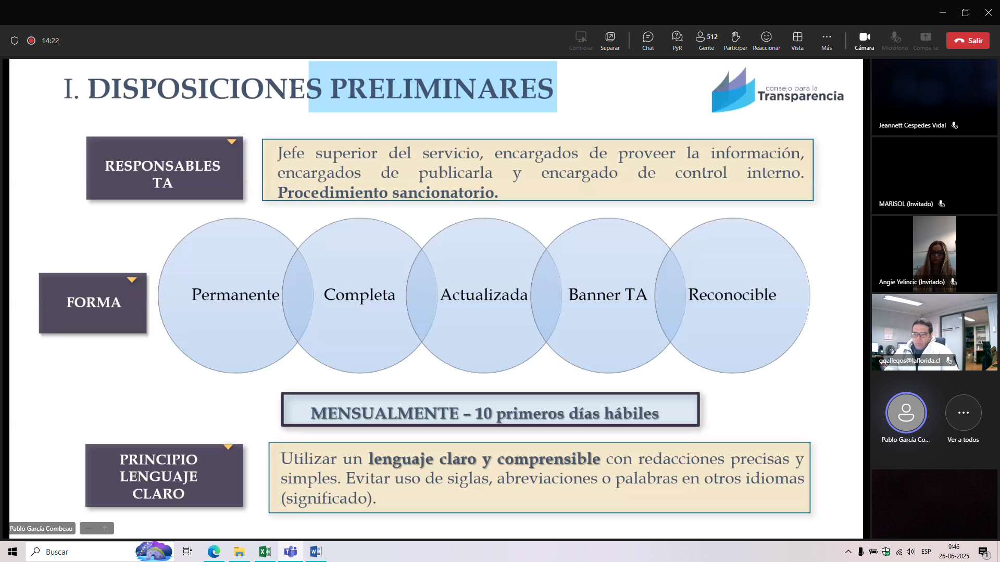 14:22
Controlar
Separar
Chat
PyR
512
Gente
Participar
Reaccionar
Vista
Más
Cámara
Micrófono
Comparte
Salir
I. DISPOSICIONES PRELIMINARES
consejo para la
Transparencia
RESPONSABLES
TA
Jefe superior del servicio, encargados de proveer la información,
encargados de publicarla y encargado de control interno.
Procedimiento sancionatorio.
FORMA
Permanente
Completa
Actualizada
Banner TA
Reconocible
MENSUALMENTE – 10 primeros días hábiles
PRINCIPIO
LENGUAJE
CLARO
Utilizar un lenguaje claro y comprensible con redacciones precisas y
simples. Evitar uso de siglas, abreviaciones o palabras en otros idiomas
(significado).
Pablo García Combeau
Jeannett Cespedes Vidal
MARISOL (Invitado)
Angie Yelincic (Invitado)
ggallegos@laflorida.cl
Pablo García Co...
Ver a todos
Buscar
ESP
9:46
26-06-2025
1